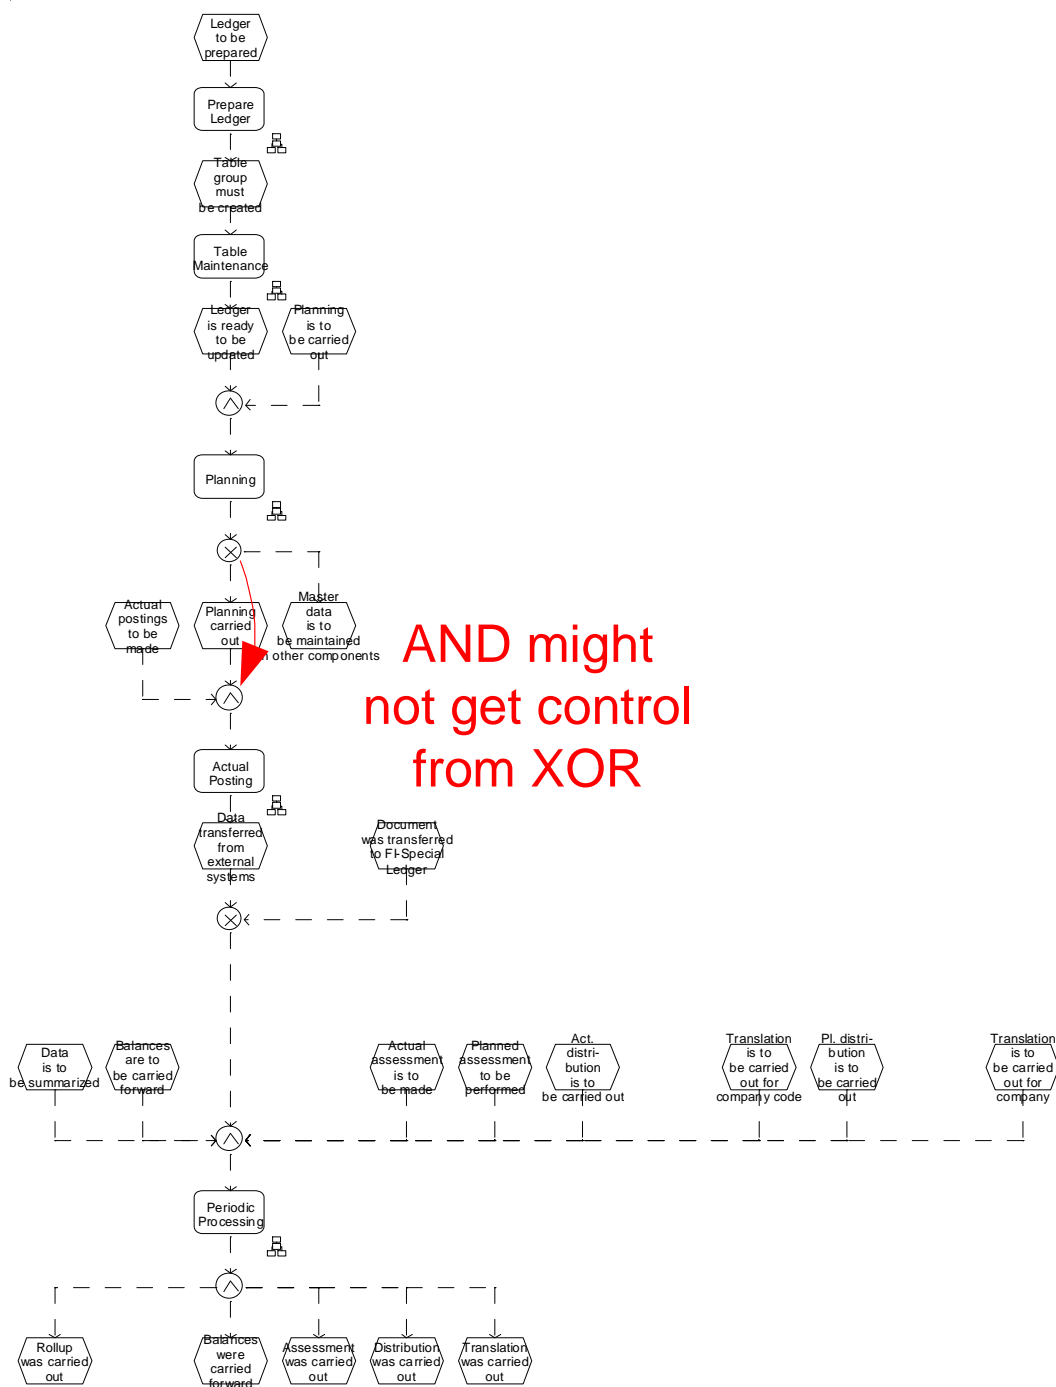 Ledger
to be
prepared
Prepare
Ledger
Table
group
must
be created
Table
Maintenance
Ledger
is ready
to be
updated
Planning
is to
be carried
out
Planning
Actual
postings
to be
made
Planning
carried
out
Master
data
is to
be maintained
n other components
AND might
not get control
from XOR
Actual
Posting
Data
transferred
from
external
systems
Document
was transferred
to FI-Special
Ledger
Data
is to
be summarized
Balances
are to
be carried
forward
Actual
assessment
is to
be made
Planned
assessment
to be
performed
Act.
distri-
bution
is to
be carried out
Translation
is to
be carried
out for
company code
Pl. distri-
bution
is to
be carried
out
Translation
is to
be carried
out for
company
Periodic
Processing
Rollup
was carried
out
Balances
were
carried
forward
Assessment
was carried
out
Distribution
was carried
out
Translation
was carried
out